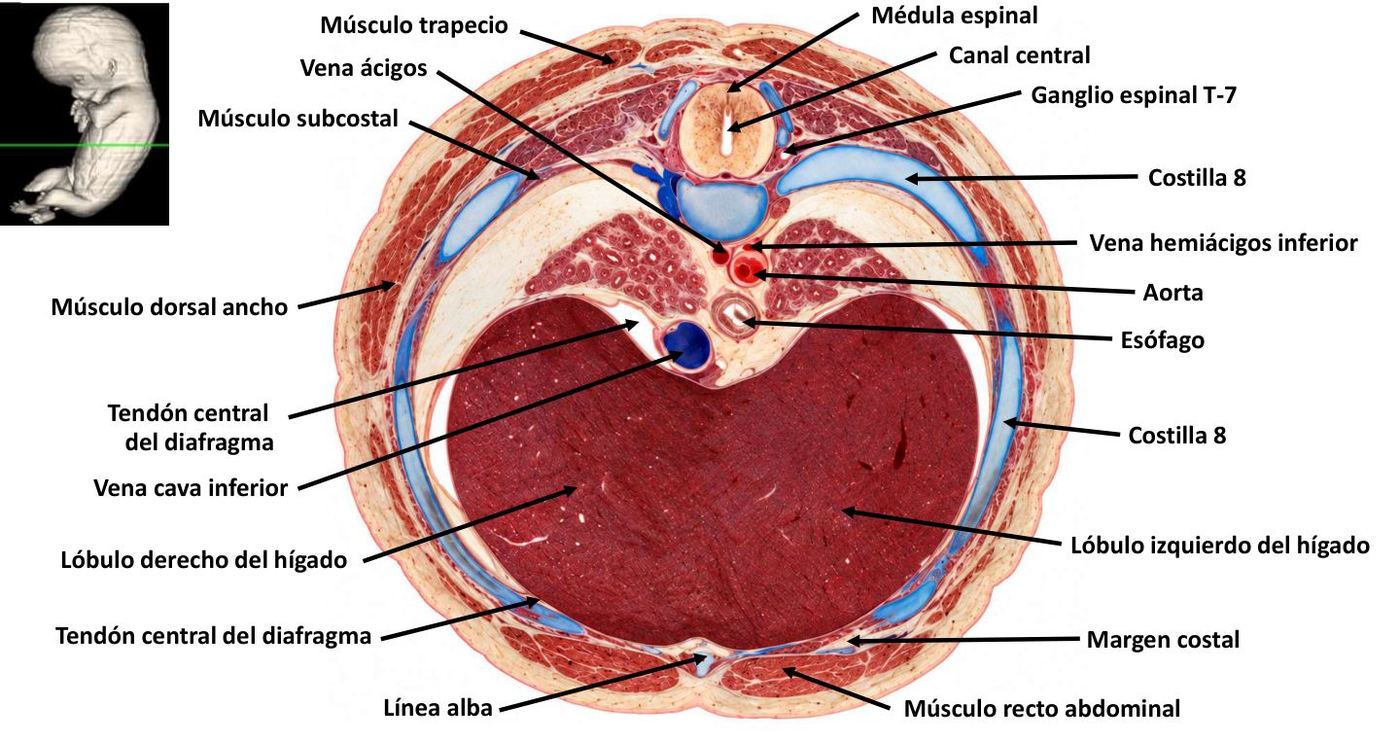 Músculo trapecio
Vena ácigos
Músculo subcostal
Músculo dorsal ancho
Tendón central
del diafragma
Vena cava inferior
Lóbulo derecho del hígado
Tendón central del diafragma
Línea alba
Médula espinal
Canal central
Ganglio espinal T-7
Costilla 8
Vena hemiácigos inferior
Aorta
Esófago
Costilla 8
Lóbulo izquierdo del hígado
Margen costal
Músculo recto abdominal